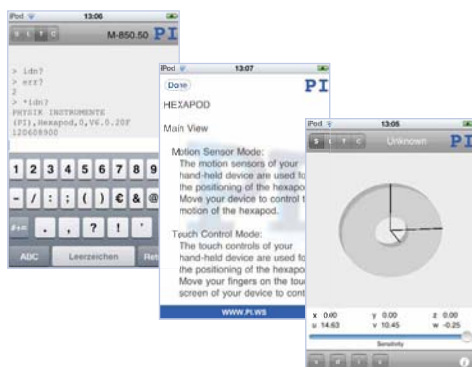 iPod 13:06
S L T C M-850.50 PI
> idn?
> err?
2
> *idn?
PHYSIK INSTRUMENTE
(PI),Hexapod,0,V6.0.20F
120608900
1 2 3 4 5 6 7 8 9
- / : ; ( ) € & @
#+= . , ? ! '
ABC Leerzeichen Ret
iPod 13:07
Done PI
HEXAPOD
Main View
Motion Sensor Mode:
The motion sensors of your
hand-held device are used fo
the positioning of the hexapo
Move your device to control t
motion of the hexapod.
Touch Control Mode:
The touch controls of your
hand-held device are used fo
the positioning of the hexapo
Move your fingers on the tou
screen of your device to cont
WWW.PI.WS
iPod 13:05
S L T C Unknown PI
x 0.00 y 0.00 z 0.00
u 14.63 v 10.45 w -0.25
Sensitivity